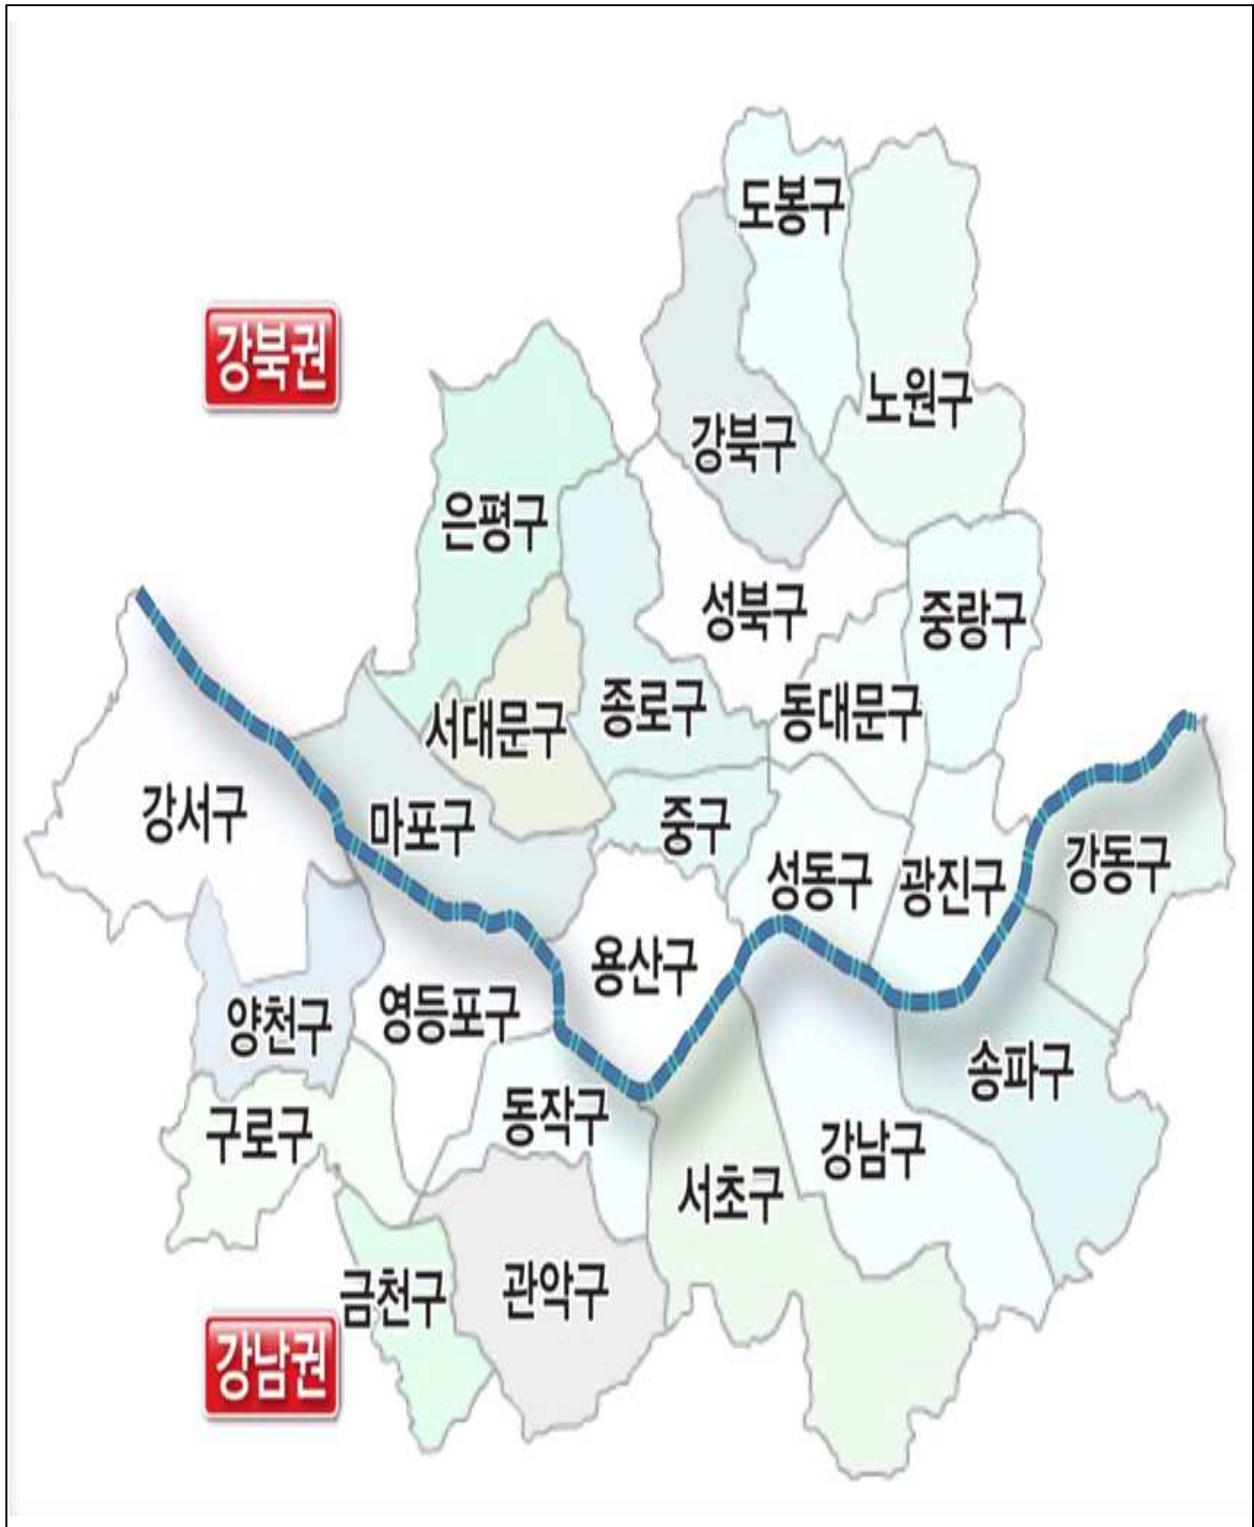 도봉구
강북권
노원구
강북구
은평구
성북구
중랑구
서대문구
종로구
동대문구
강서구
마포구
중구
성동구
광진구
강동구
용산구
양천구
영등포구
송파구
구로구
동작구
강남구
서초구
금천구
관악구
강남권